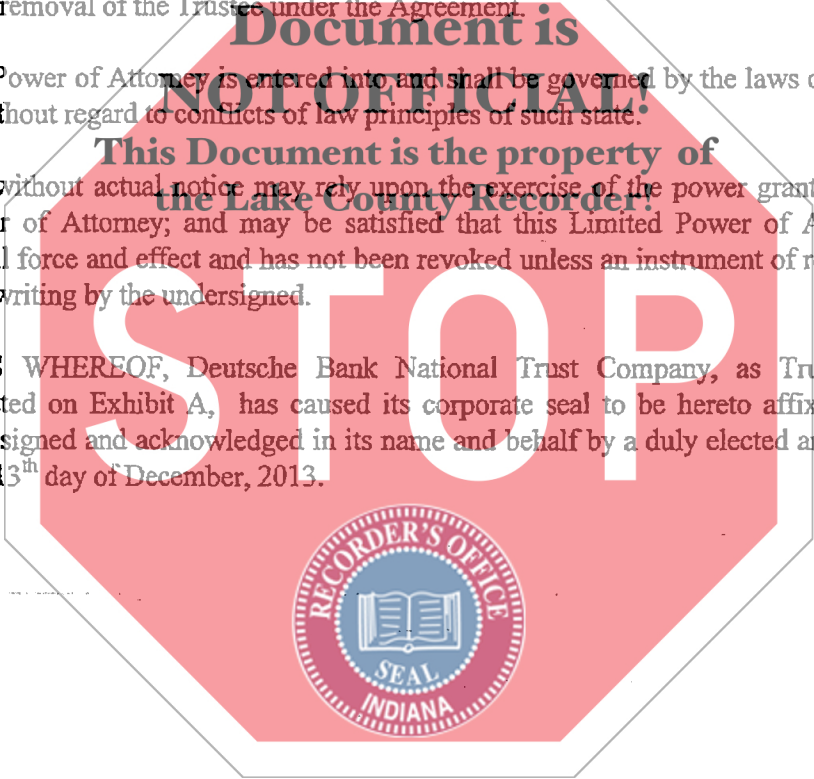 removal of the Trustee under the Agreement.
Document is
Power of Attorney is entered into and shall be governed by the laws o
NOT OFFICIAL!
thout regard to conflicts of law principles of such state.
This Document is the property of
without actual notice may rely upon the exercise of the power grant
the Lake County Recorder!
r of Attorney; and may be satisfied that this Limited Power of A
l force and effect and has not been revoked unless an instrument of r
writing by the undersigned.
STOP
WHEREOF, Deutsche Bank National Trust Company, as Tru
ted on Exhibit A, has caused its corporate seal to be hereto affix
signed and acknowledged in its name and behalf by a duly elected an
13th day of December, 2013.
RECORDER'S OFFICE
SEAL
INDIANA